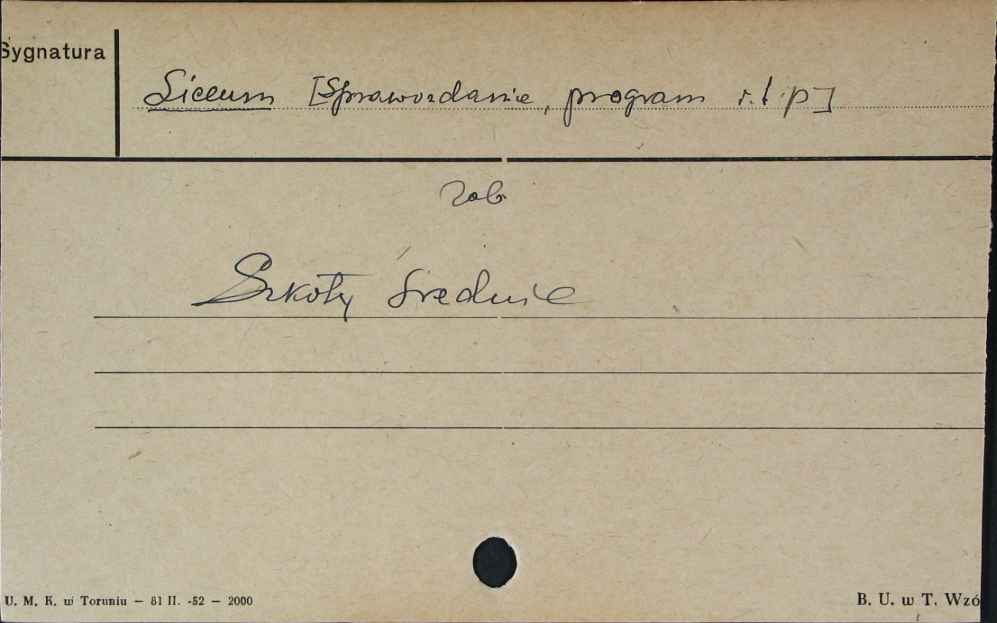 Sygnatura
Liceum [Sprawozdanie, program i.t.p]
Zob
Szkoły średnie
U. M. K. w Toruniu — 81 II. -52 — 2000
B. U. w T. Wzó